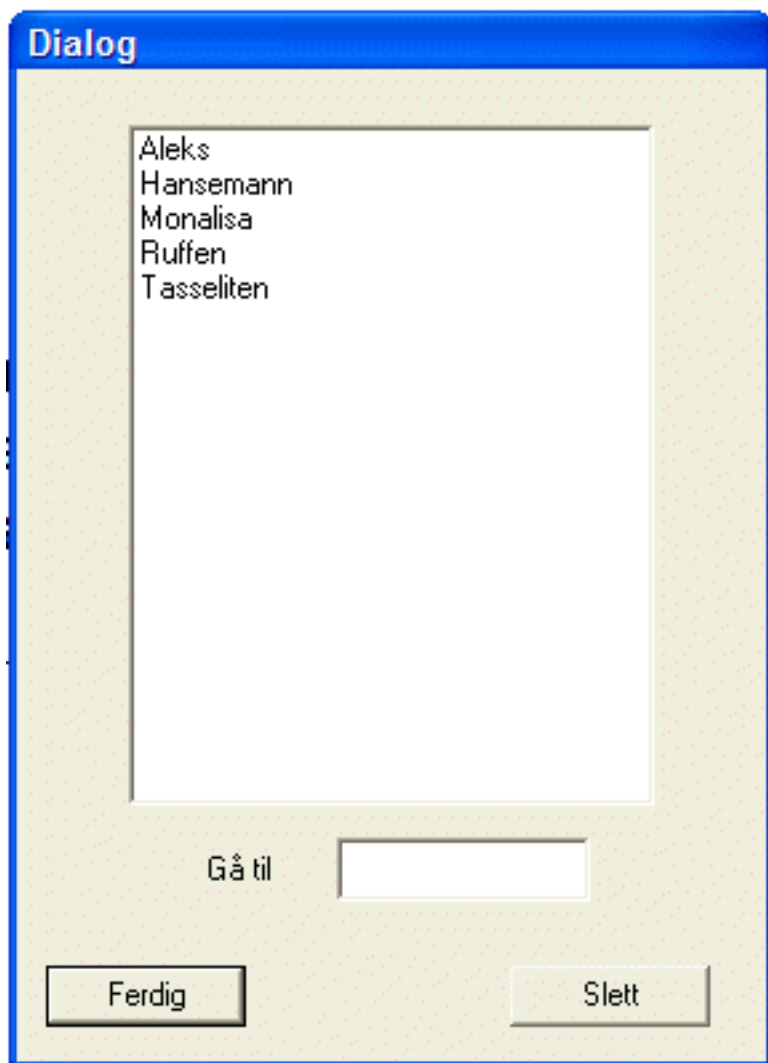 Dialog
Aleks
Hansemann
Monalisa
Ruffen
Tasseliten
Gå til
Ferdig
Slett